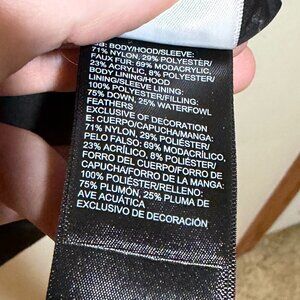 BODY/HOOD/SLEEVE:
71% NYLON, 29% POLYESTER/
FAUX FUR: 69% MODACRYLIC,
23% ACRYLIC, 8% POLYESTER/
BODY LINING/HOOD
LINING/SLEEVE LINING:
100% POLYESTER/FILLING:
75% DOWN, 25% WATERFOWL
FEATHERS
EXCLUSIVE OF DECORATION
E: CUERPO/CAPUCHA/MANGA:
71% NYLON, 29% POLIÉSTER/
PELO FALSO: 69% MODACRÍLICO,
23% ACRÍLICO, 8% POLIÉSTER/
FORRO DEL CUERPO/FORRO DE
CAPUCHA/FORRO DE LA MANGA:
100% POLIÉSTER/RELLENO:
75% PLUMÓN, 25% PLUMA DE
AVE ACUÁTICA
EXCLUSIVO DE DECORACIÓN